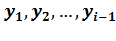 y₁, y₂, …, yᵢ₋₁